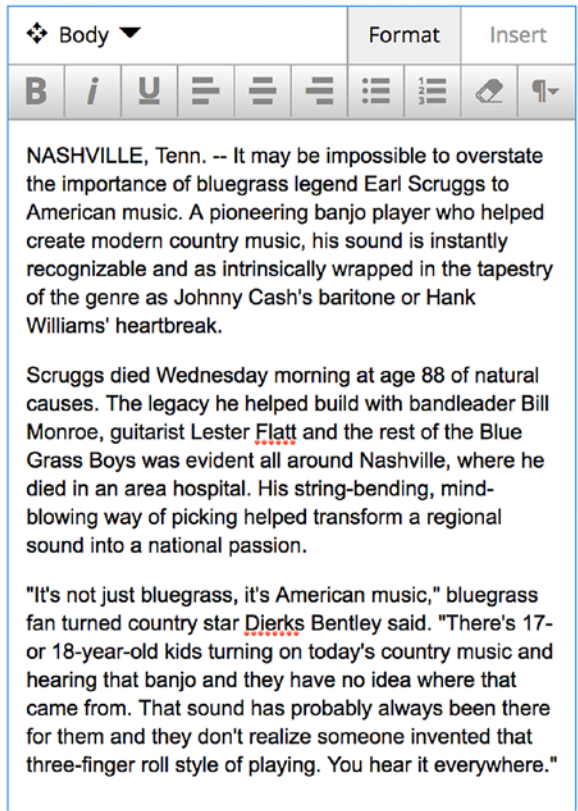 Body
Format
Insert
B i U
1
2
3
¶
NASHVILLE, Tenn. -- It may be impossible to overstate
the importance of bluegrass legend Earl Scruggs to
American music. A pioneering banjo player who helped
create modern country music, his sound is instantly
recognizable and as intrinsically wrapped in the tapestry
of the genre as Johnny Cash's baritone or Hank
Williams' heartbreak.
Scruggs died Wednesday morning at age 88 of natural
causes. The legacy he helped build with bandleader Bill
Monroe, guitarist Lester Flatt and the rest of the Blue
Grass Boys was evident all around Nashville, where he
died in an area hospital. His string-bending, mind-
blowing way of picking helped transform a regional
sound into a national passion.
"It's not just bluegrass, it's American music," bluegrass
fan turned country star Dierks Bentley said. "There's 17-
or 18-year-old kids turning on today's country music and
hearing that banjo and they have no idea where that
came from. That sound has probably always been there
for them and they don't realize someone invented that
three-finger roll style of playing. You hear it everywhere."